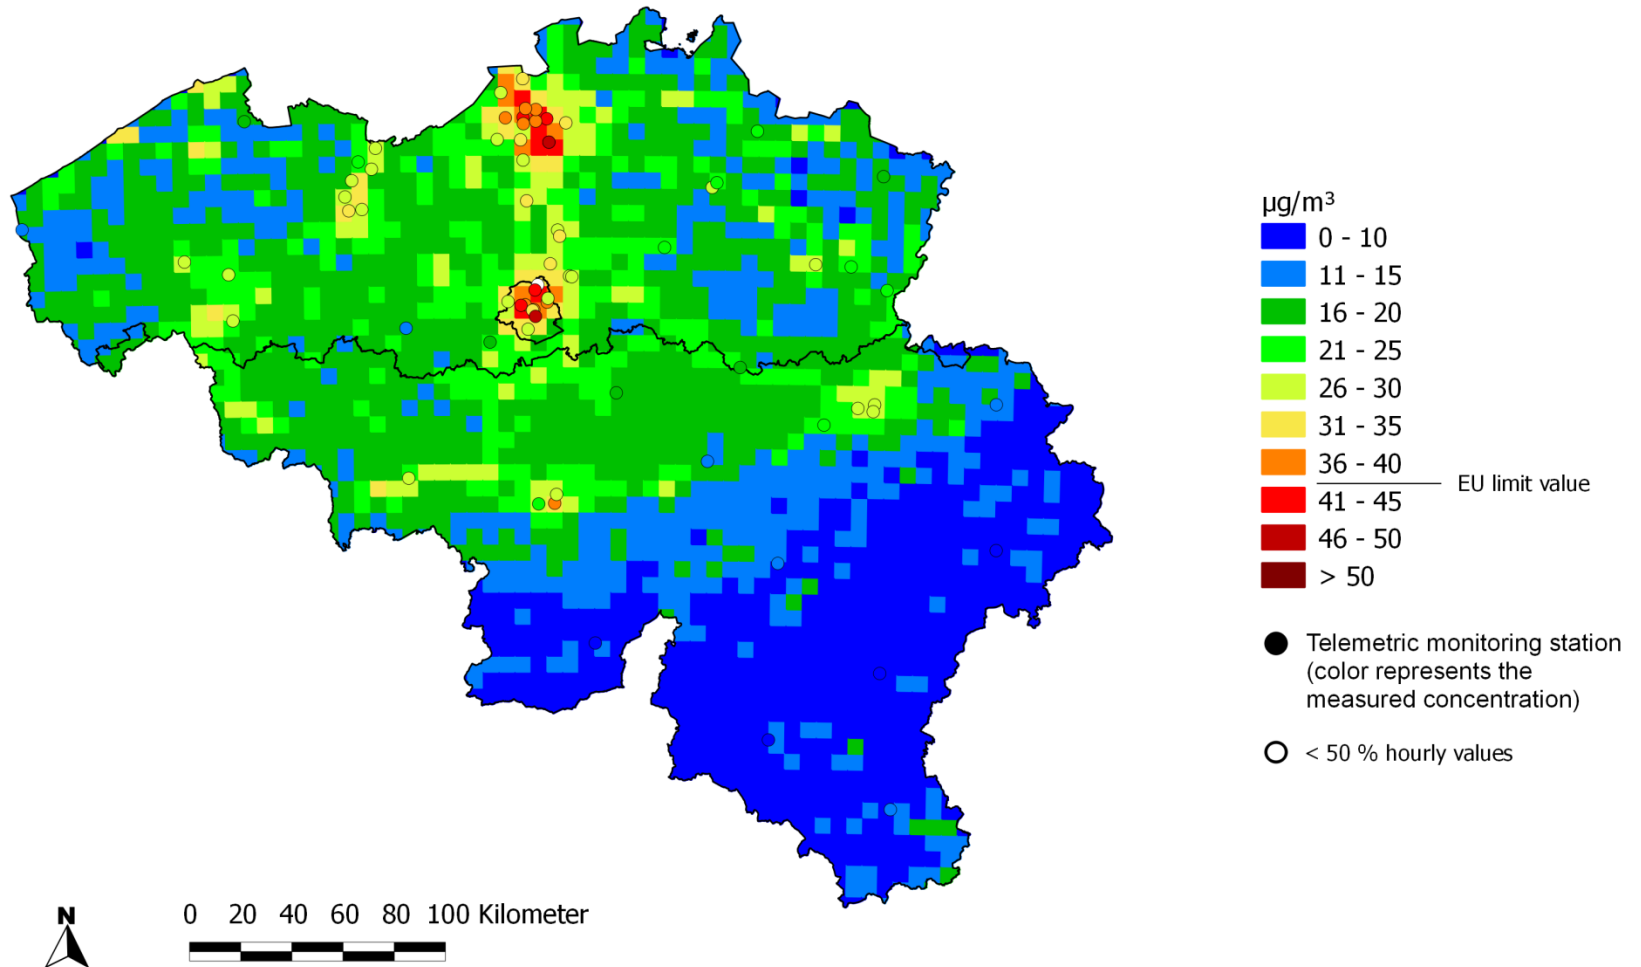 µg/m³
0 - 10
11 - 15
16 - 20
21 - 25
26 - 30
31 - 35
36 - 40
EU limit value
41 - 45
46 - 50
> 50
Telemetric monitoring station
(color represents the
measured concentration)
< 50 % hourly values
N
0 20 40 60 80 100 Kilometer